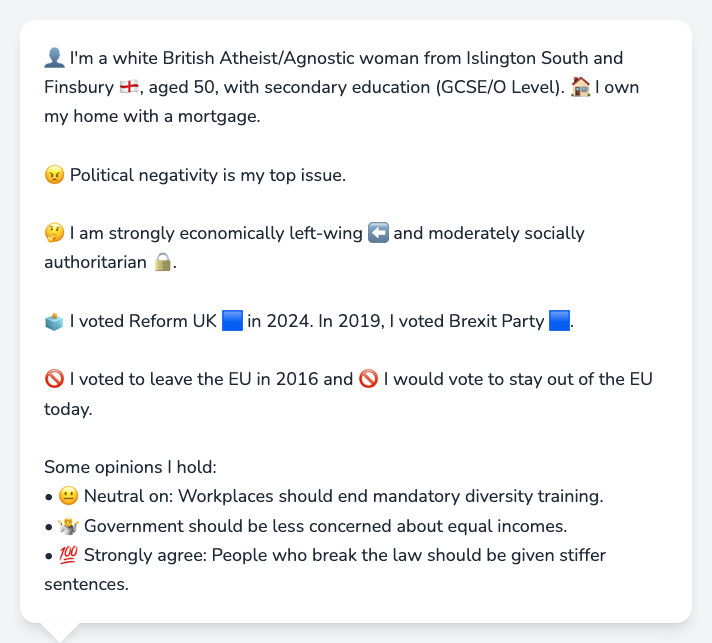 👤 I'm a white British Atheist/Agnostic woman from Islington South and
Finsbury 🏴󠁧󠁢󠁥󠁮󠁧󠁿, aged 50, with secondary education (GCSE/O Level). 🏠 I own
my home with a mortgage.
😠 Political negativity is my top issue.
🤔 I am strongly economically left-wing ⬅️ and moderately socially
authoritarian 🔒.
🗳️ I voted Reform UK 🟦 in 2024. In 2019, I voted Brexit Party 🟦.
🚫 I voted to leave the EU in 2016 and 🚫 I would vote to stay out of the EU
today.
Some opinions I hold:
• 😐 Neutral on: Workplaces should end mandatory diversity training.
• 🤷 Government should be less concerned about equal incomes.
• 💯 Strongly agree: People who break the law should be given stiffer
sentences.